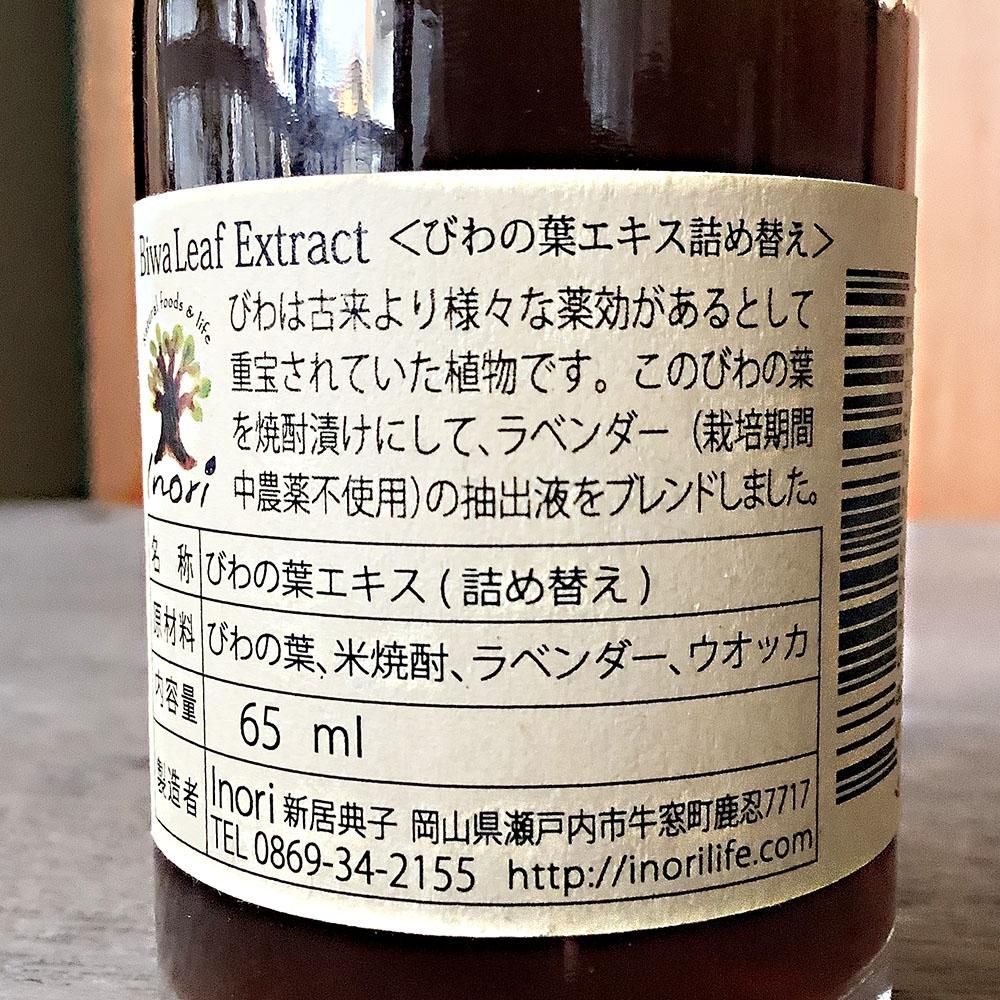 BiwaLeaf Extract <びわの葉エキス詰め替え>
foods & life
Inori
びわは古来より様々な薬効があるとして
重宝されていた植物です。このびわの葉
を焼酎漬けにして、ラベンダー（栽培期間
中農薬不使用）の抽出液をブレンドしました。
名 称 びわの葉エキス(詰め替え)
原材料 びわの葉、米焼酎、ラベンダー、ウオッカ
内容量 65 ml
製造者 Inori 新居典子 岡山県瀬戸内市牛窓町鹿忍7717
TEL 0869-34-2155 http://inorilife.com